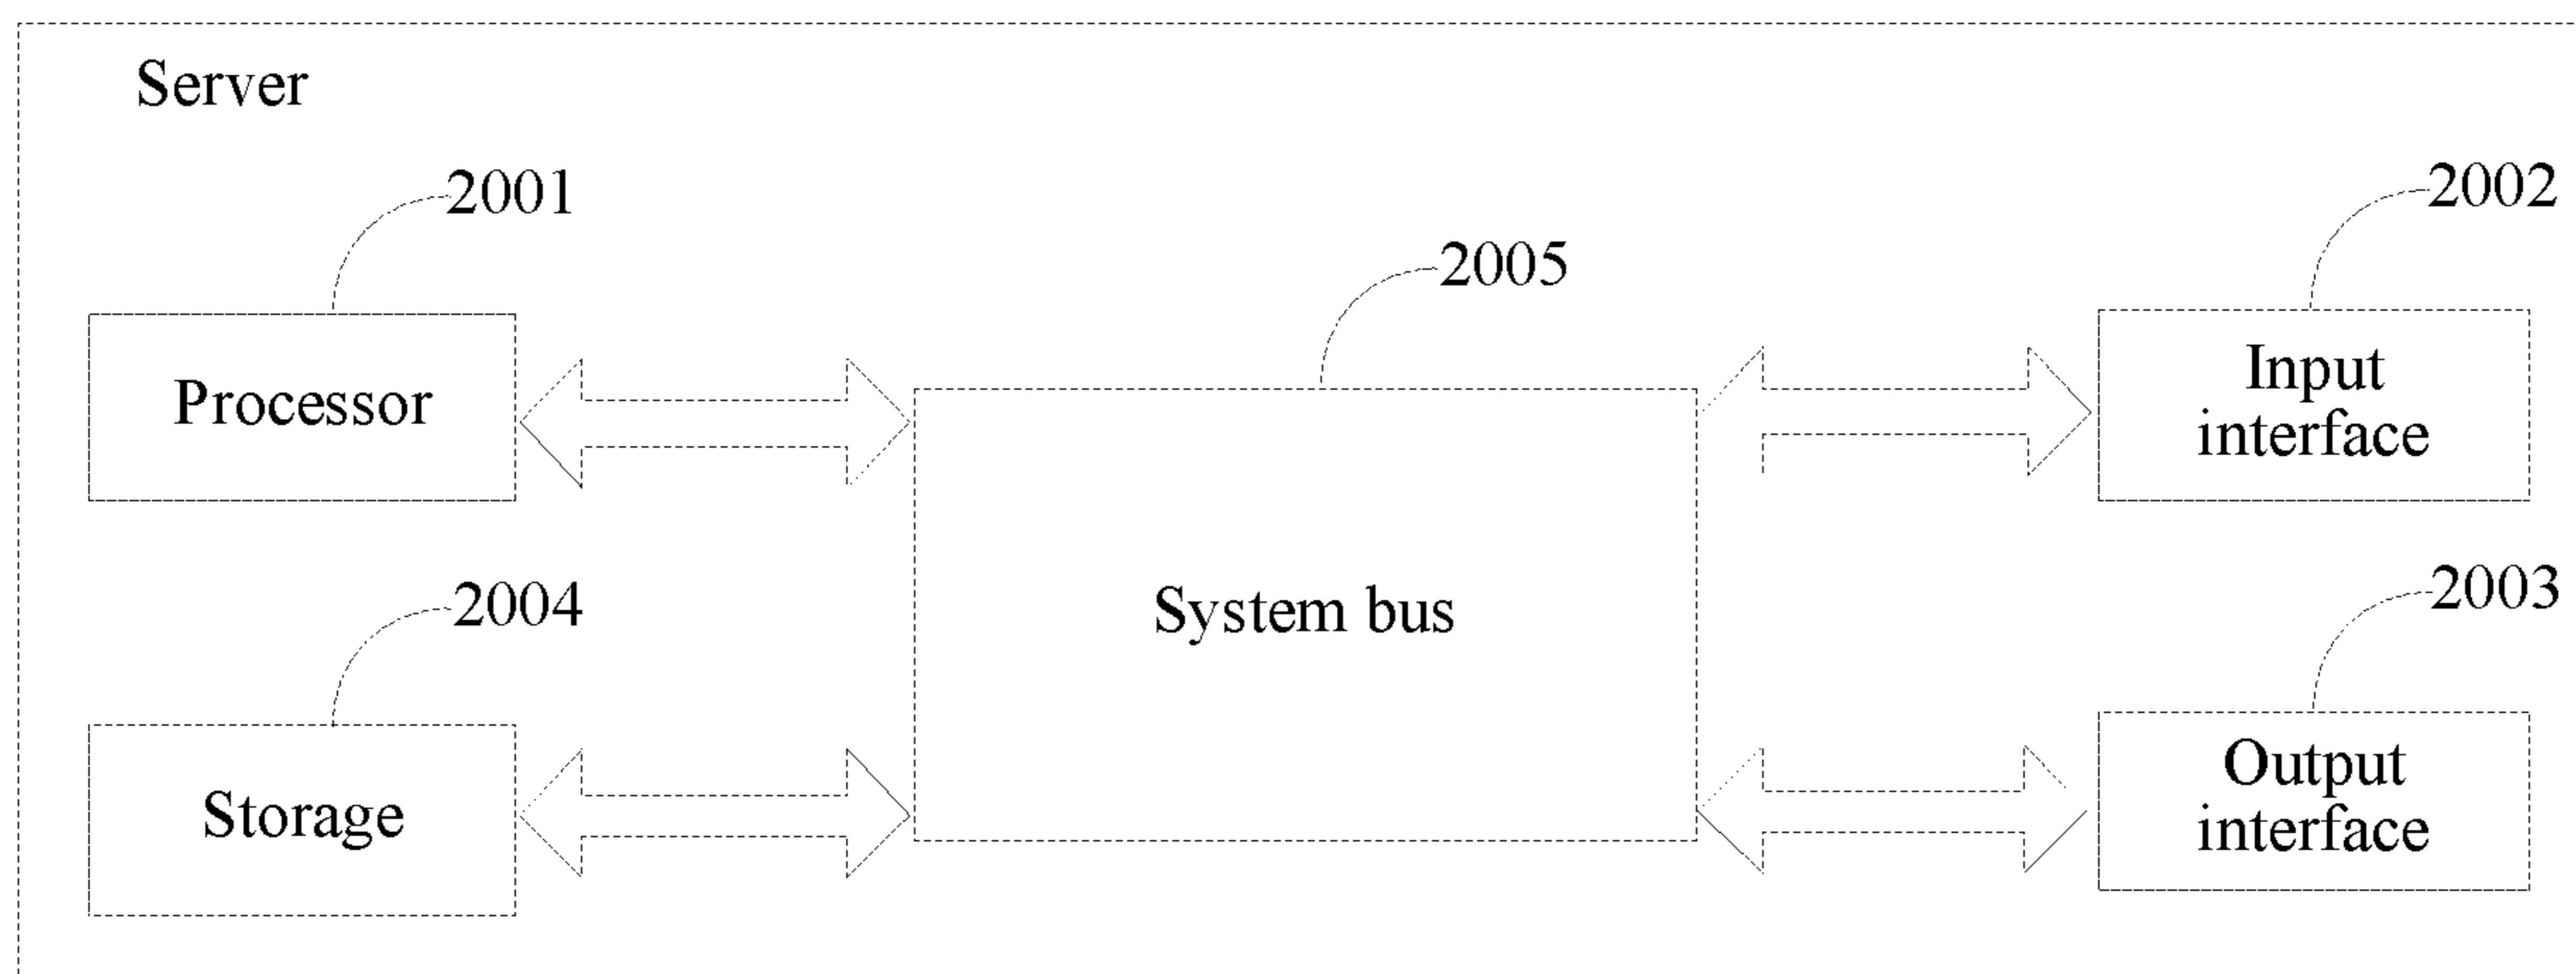 Server
2001
2002
2005
Processor
Input
interface
System bus
2004
2003
Storage
Output
interface